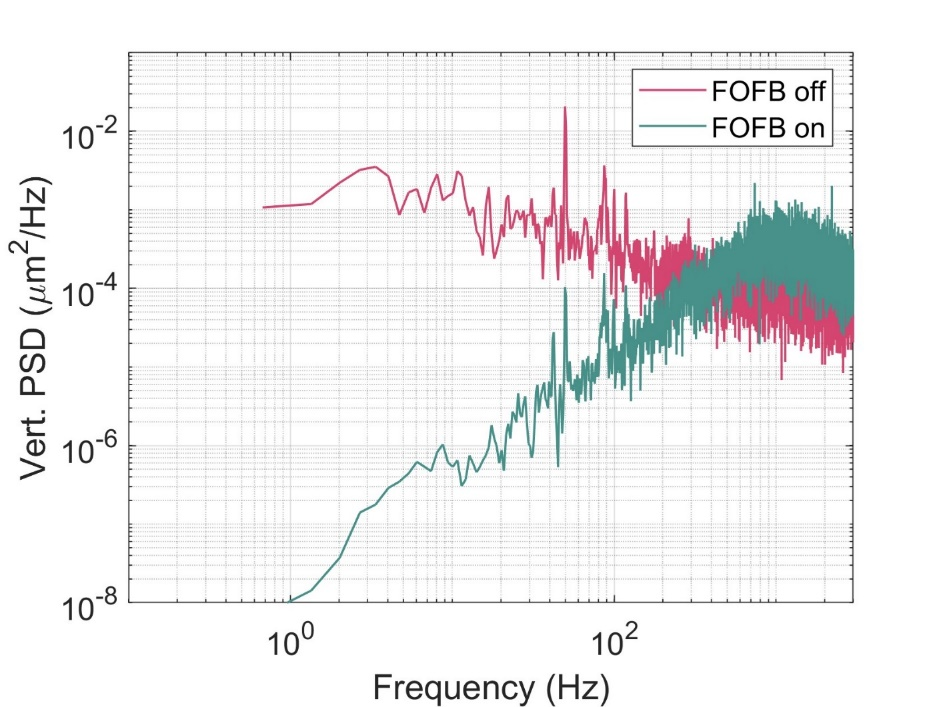 FOFB off
FOFB on
10^-2
10^-4
10^-6
10^-8
Vert. PSD (μm^2/Hz)
10^0
10^2
Frequency (Hz)